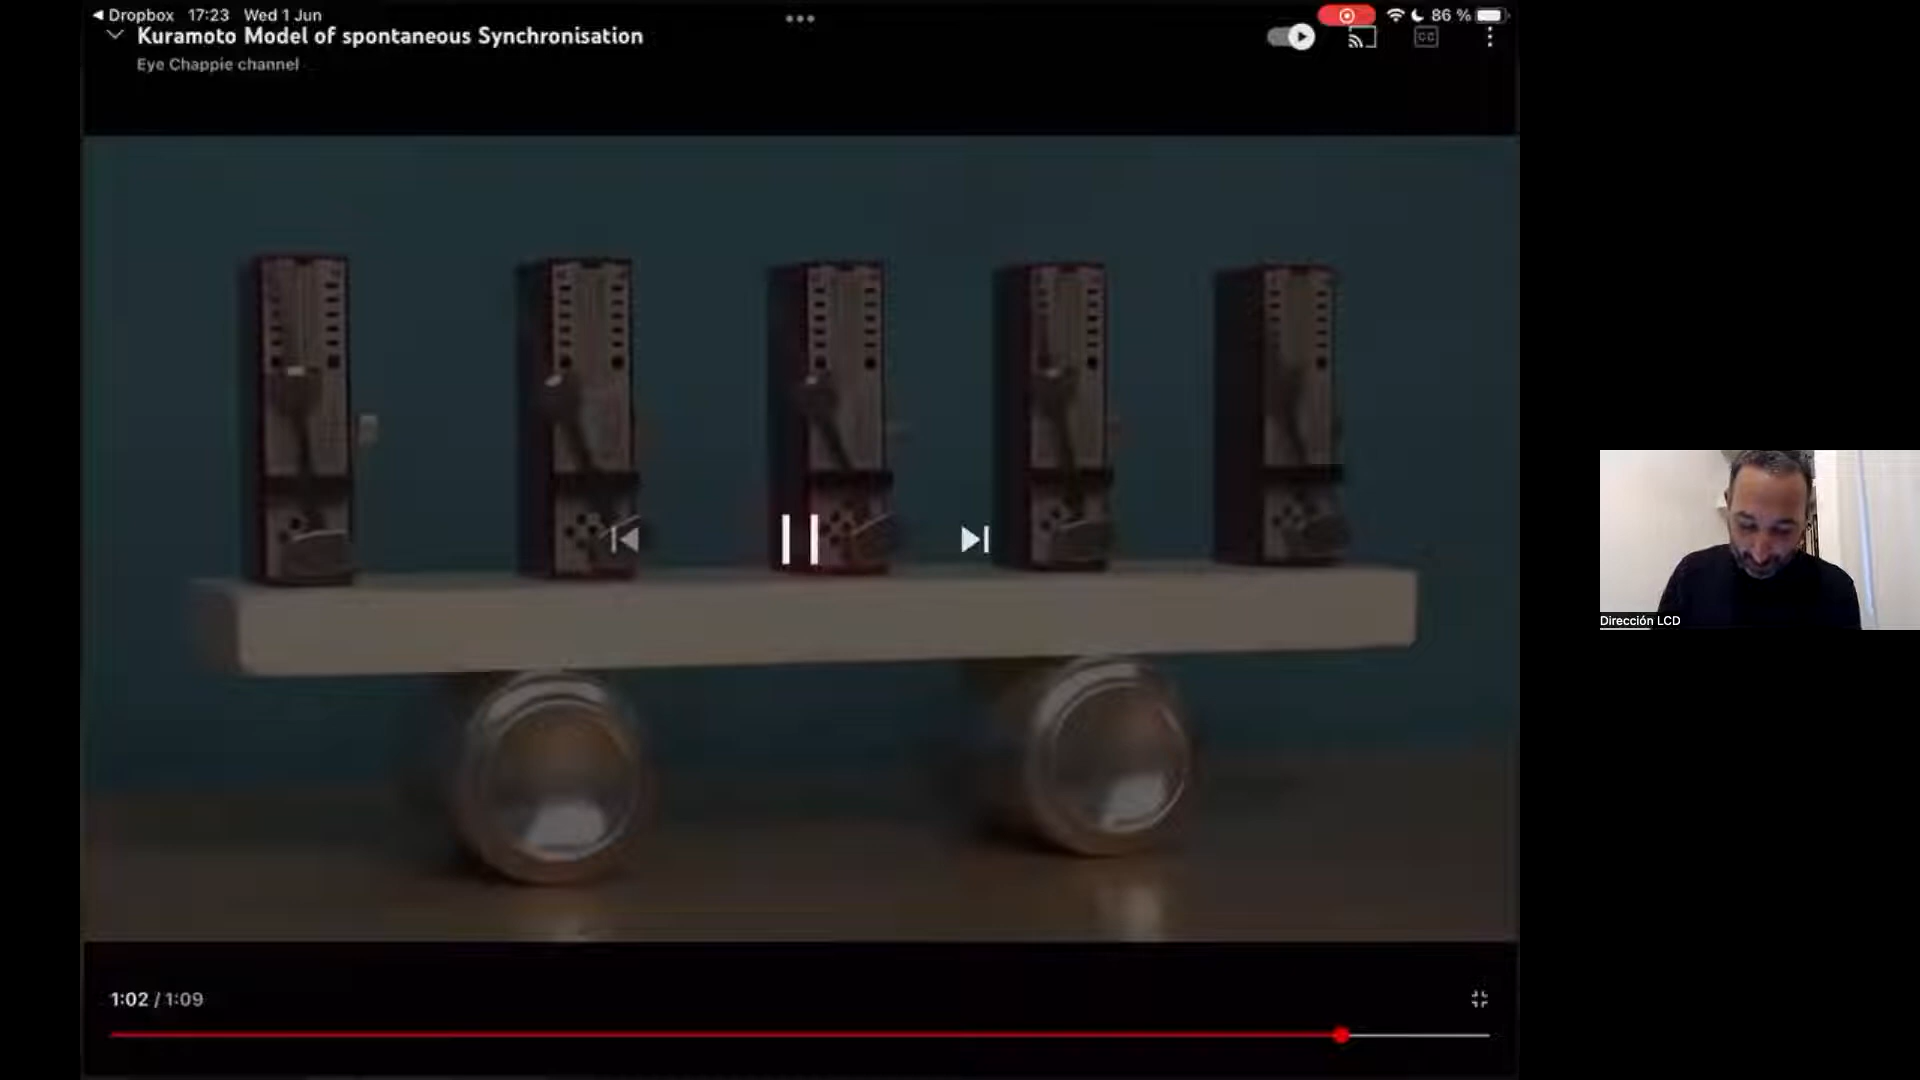 ◀ Dropbox 17:23 Wed 1 Jun 86 %
Kuramoto Model of spontaneous Synchronisation
CC
Eye Chappie channel
1:02 / 1:09
Dirección LCD